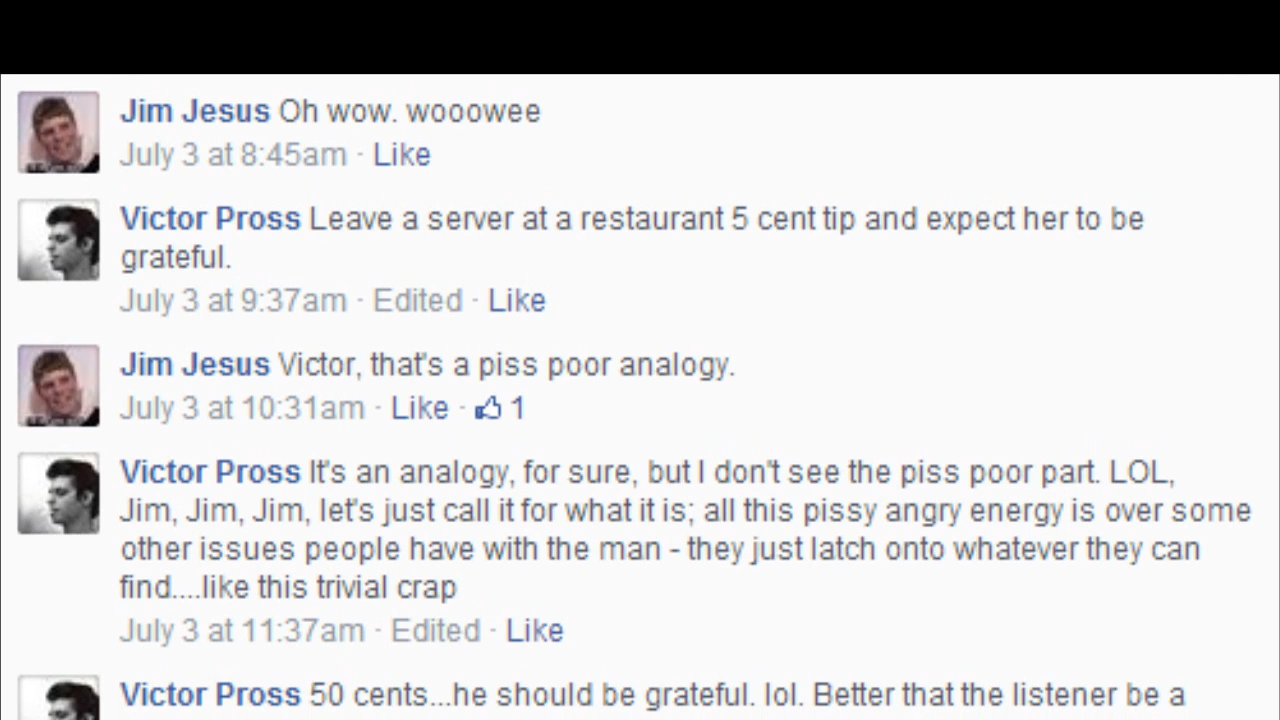 Jim Jesus Oh wow. wooowee
July 3 at 8:45am · Like
Victor Pross Leave a server at a restaurant 5 cent tip and expect her to be
grateful.
July 3 at 9:37am · Edited · Like
Jim Jesus Victor, that's a piss poor analogy.
July 3 at 10:31am · Like · 1
Victor Pross It's an analogy, for sure, but I don't see the piss poor part. LOL,
Jim, Jim, Jim, let's just call it for what it is; all this pissy angry energy is over some
other issues people have with the man - they just latch onto whatever they can
find....like this trivial crap
July 3 at 11:37am · Edited · Like
Victor Pross 50 cents...he should be grateful. lol. Better that the listener be a